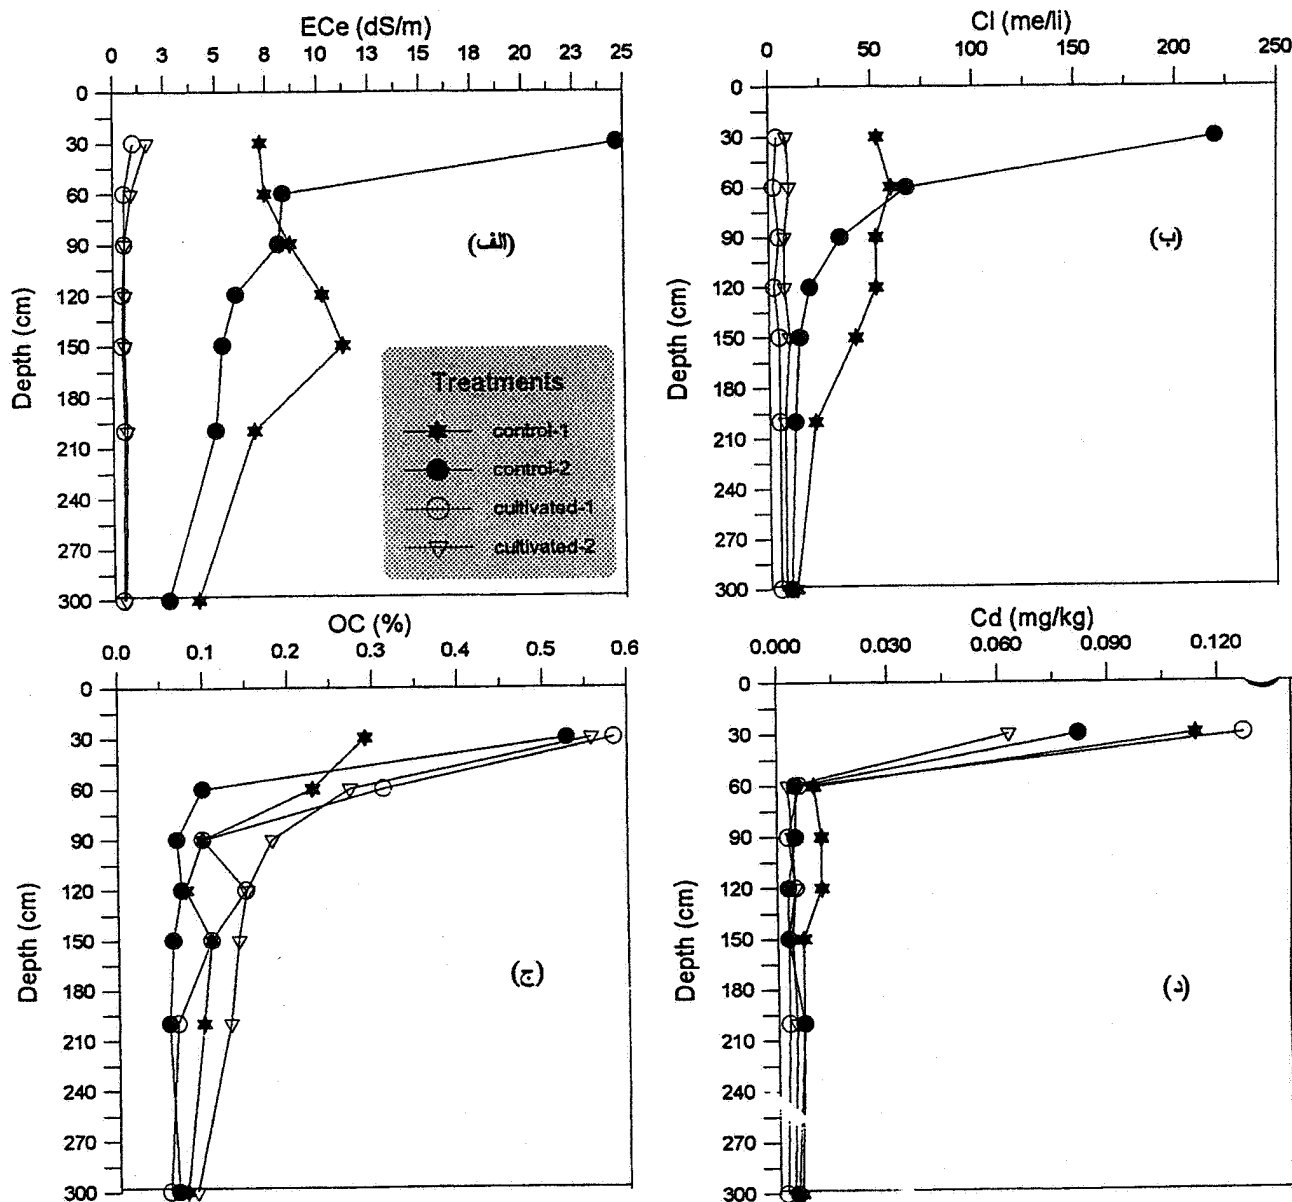 ECe (dS/m)
0 3 5 8 10 13 15 18 20 23 25
0
30
60
90
120
150
180
210
240
270
300
Depth (cm)
(الف)
Treatments
control-1
control-2
cultivated-1
cultivated-2
Cl (me/li)
0 50 100 150 200 250
0
30
60
90
120
150
180
210
240
270
300
Depth (cm)
(ب)
OC (%)
0.0 0.1 0.2 0.3 0.4 0.5 0.6
0
30
60
90
120
150
180
210
240
270
300
Depth (cm)
(ج)
Cd (mg/kg)
0.000 0.030 0.060 0.090 0.120
0
30
60
90
120
150
180
210
240
270
300
Depth (cm)
(د)